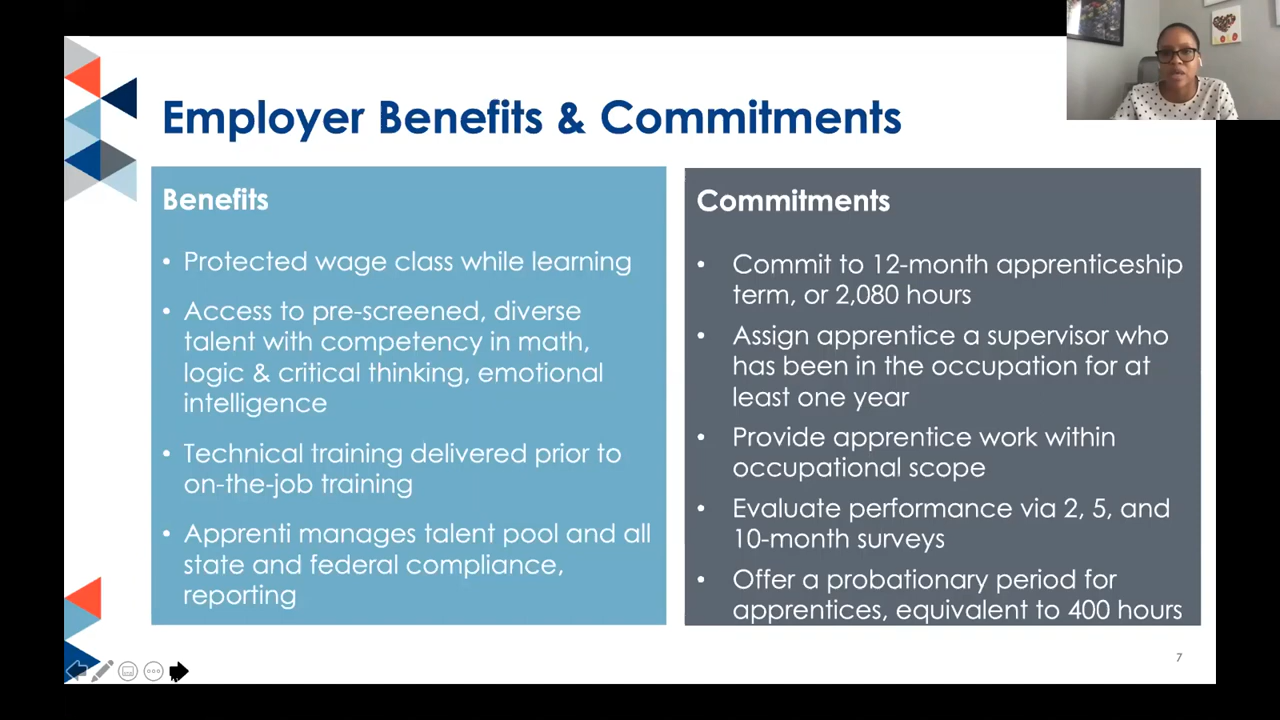 Employer Benefits & Commitments
Benefits
• Protected wage class while learning
• Access to pre-screened, diverse
talent with competency in math,
logic & critical thinking, emotional
intelligence
• Technical training delivered prior to
on-the-job training
• Apprenti manages talent pool and all
state and federal compliance,
reporting
Commitments
• Commit to 12-month apprenticeship
term, or 2,080 hours
• Assign apprentice a supervisor who
has been in the occupation for at
least one year
• Provide apprentice work within
occupational scope
• Evaluate performance via 2, 5, and
10-month surveys
• Offer a probationary period for
apprentices, equivalent to 400 hours
7